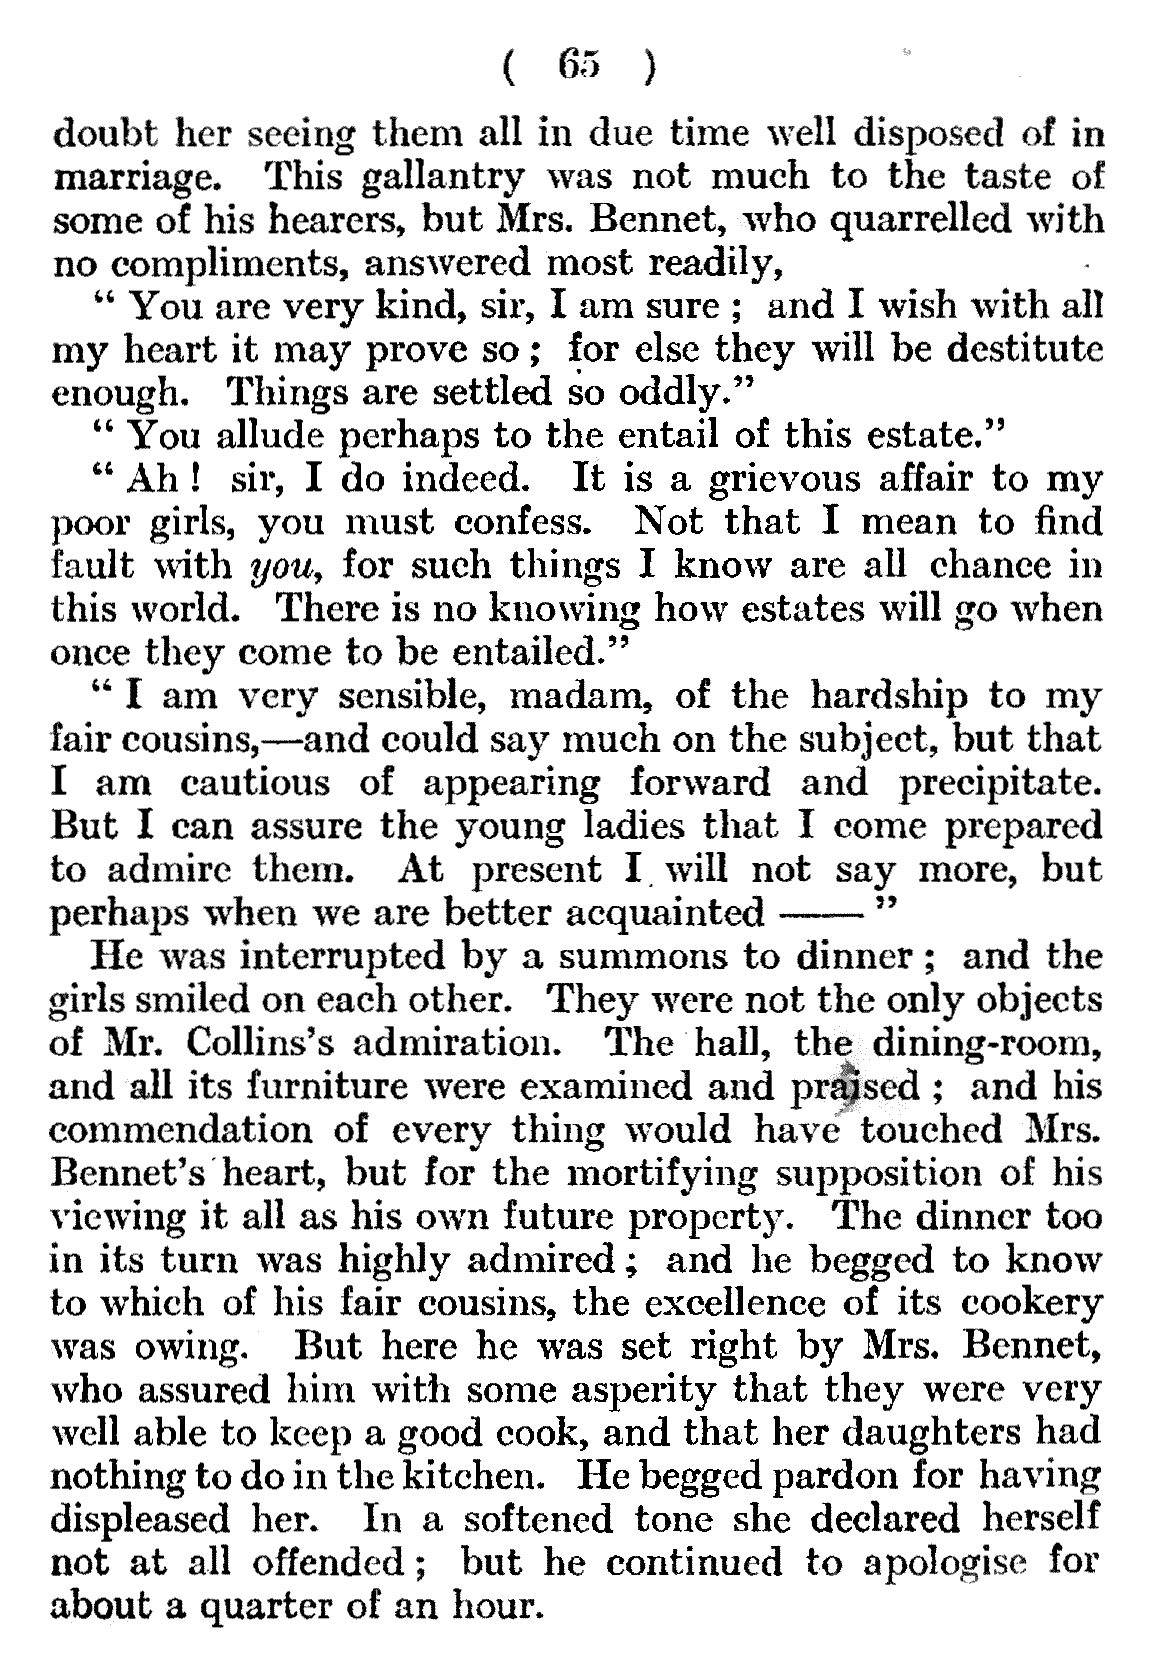 ( 65 )
doubt her seeing them all in due time well disposed of in
marriage. This gallantry was not much to the taste of
some of his hearers, but Mrs. Bennet, who quarrelled with
no compliments, answered most readily,
“ You are very kind, sir, I am sure ; and I wish with all
my heart it may prove so ; for else they will be destitute
enough. Things are settled so oddly.”
“ You allude perhaps to the entail of this estate.”
“ Ah ! sir, I do indeed. It is a grievous affair to my
poor girls, you must confess. Not that I mean to find
fault with you, for such things I know are all chance in
this world. There is no knowing how estates will go when
once they come to be entailed.”
“ I am very sensible, madam, of the hardship to my
fair cousins,—and could say much on the subject, but that
I am cautious of appearing forward and precipitate.
But I can assure the young ladies that I come prepared
to admire them. At present I will not say more, but
perhaps when we are better acquainted —— ”
He was interrupted by a summons to dinner ; and the
girls smiled on each other. They were not the only objects
of Mr. Collins’s admiration. The hall, the dining-room,
and all its furniture were examined and praised ; and his
commendation of every thing would have touched Mrs.
Bennet’s heart, but for the mortifying supposition of his
viewing it all as his own future property. The dinner too
in its turn was highly admired ; and he begged to know
to which of his fair cousins, the excellence of its cookery
was owing. But here he was set right by Mrs. Bennet,
who assured him with some asperity that they were very
well able to keep a good cook, and that her daughters had
nothing to do in the kitchen. He begged pardon for having
displeased her. In a softened tone she declared herself
not at all offended ; but he continued to apologise for
about a quarter of an hour.